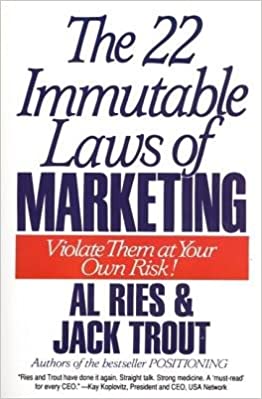 The 22
Immutable
Laws of
MARKETING
Violate Them at Your
Own Risk!
AL RIES &
JACK TROUT
Authors of the bestseller POSITIONING
"Ries and Trout have done it again. Straight talk. Strong medicine. A 'must-read'
for every CEO." —Kay Koplovitz, President and CEO, USA Network